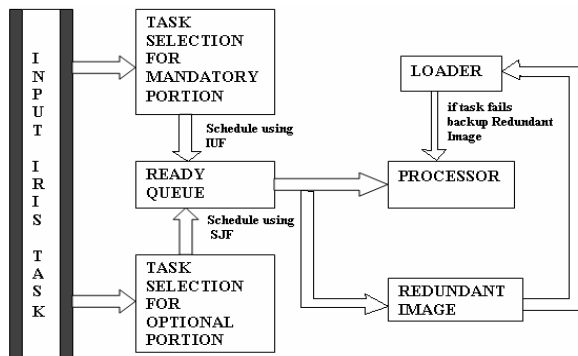 INPUT IRIS TASK
TASK
SELECTION
FOR
MANDATORY
PORTION
Schedule using
IUF
READY
QUEUE
Schedule using
SJF
TASK
SELECTION
FOR
OPTIONAL
PORTION
LOADER
if task fails
backup Redundant
Image
PROCESSOR
REDUNDANT
IMAGE